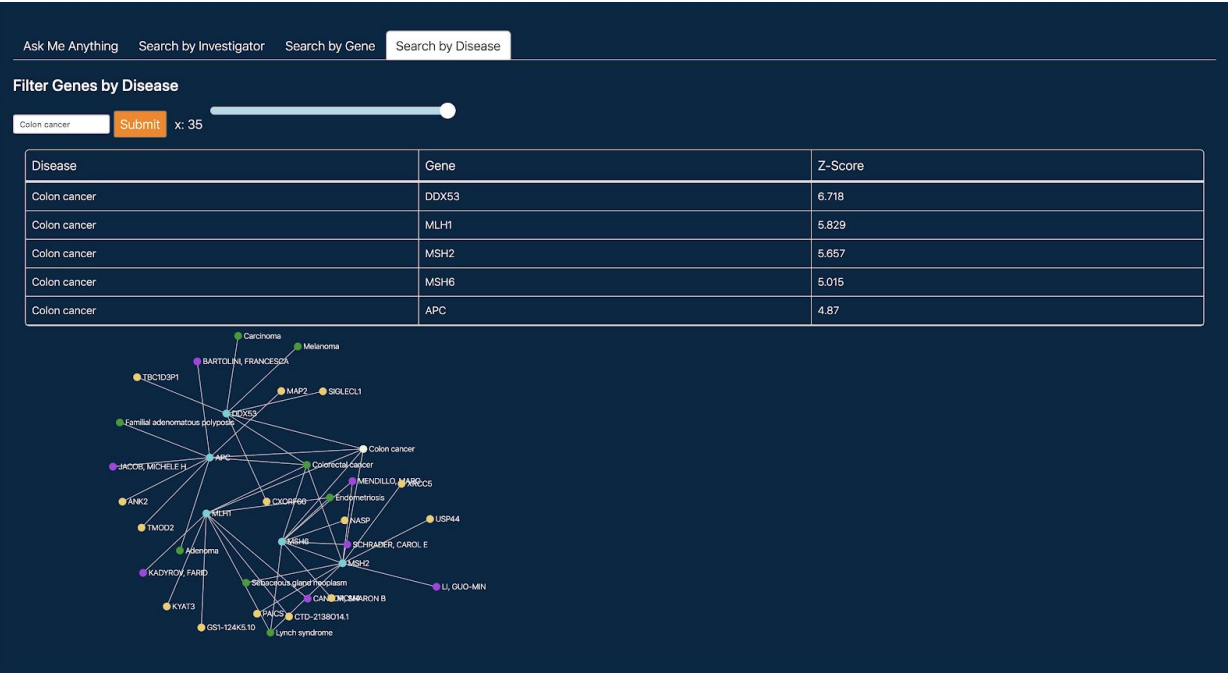 Ask Me Anything Search by Investigator Search by Gene Search by Disease
Filter Genes by Disease
Colon cancer Submit x: 35
Disease Gene Z-Score
Colon cancer DDX53 6.718
Colon cancer MLH1 5.829
Colon cancer MSH2 5.657
Colon cancer MSH6 5.015
Colon cancer APC 4.87
Carcinoma
Melanoma
BARTOLINI, FRANCESCA
TBC1D3P1
MAP2
SIGLECL1
DDX53
Familial adenomatous polyposis
Colon cancer
APC
Colorectal cancer
JACOB, MICHELE H
MENDILLO, MARC
XRCC5
Endometriosis
ANK2
CXORF66
MLH1
NASP
USP44
TMOD2
MSH6
SCHRADER, CAROL E
Adenoma
MSH2
KADYROV, FARID
Sebaceous gland neoplasm
LI, GUO-MIN
SHARON B
KYAT3
PAICS
CTD-2138O14.1
GS1-124K5.10
Lynch syndrome